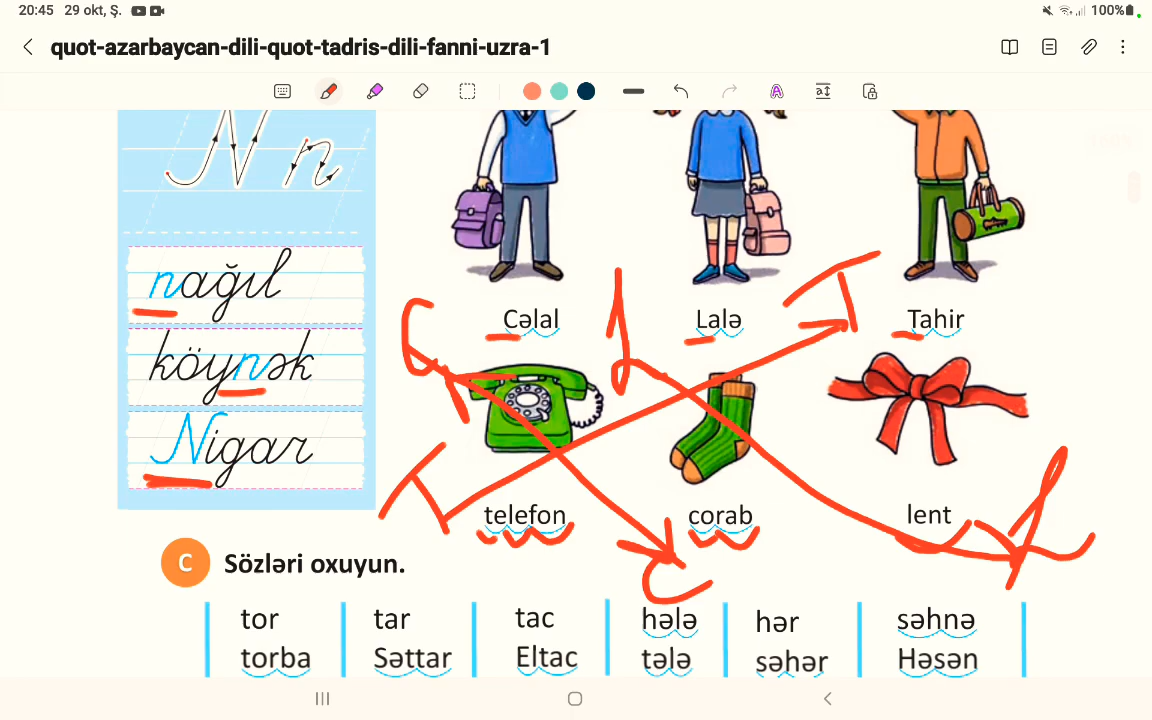 20:45 29 okt, Ş. 100%
quot-azarbaycan-dili-quot-tadris-dili-fanni-uzra-1
N n
nağıl
köynək
Nigar
Cəlal Lalə Tahir
C L T
T C L
telefon corab lent
C Sözləri oxuyun.
tor tar tac hələ hər səhnə
torba Səttar Eltac tələ səhər Həsən